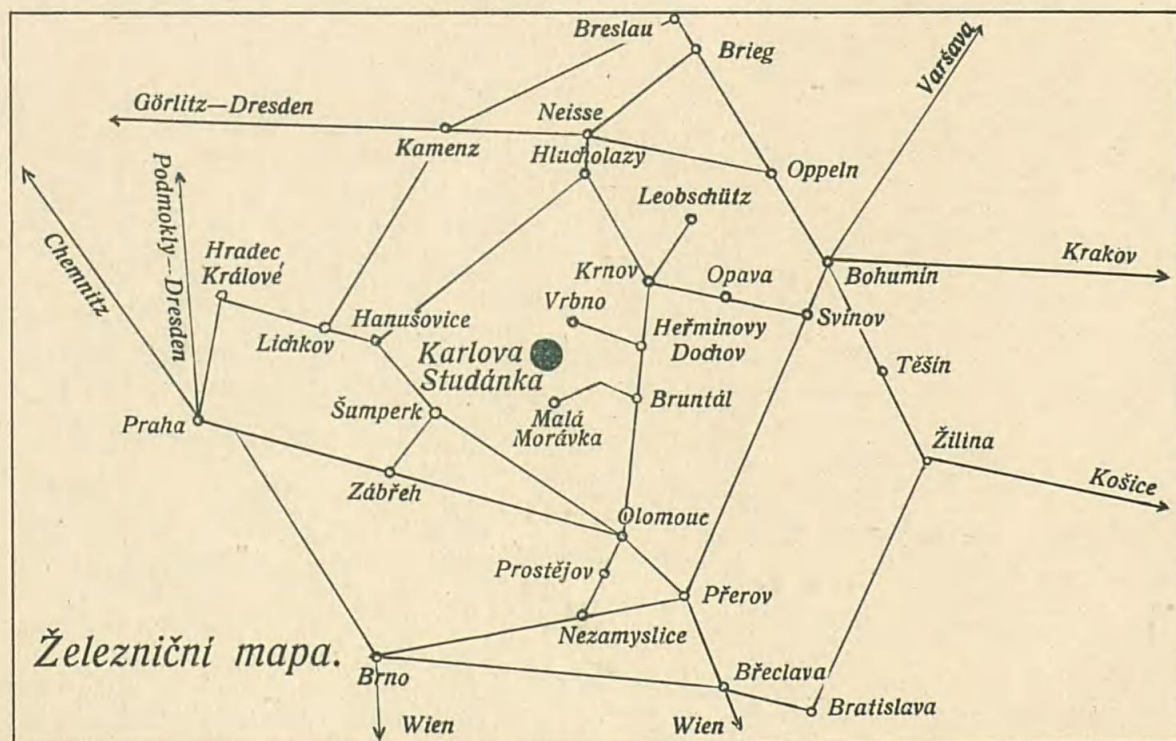 Breslau
Brieg
Varšava
Görlitz—Dresden
Neisse
Kamenz
Hlucholazy
Oppeln
Podmokly—Dresden
Leobschütz
Chemnitz
Hradec
Králové
Krnov
Opava
Bohumín
Krakov
Vrbno
Svinov
Lichkov
Hanušovice
Heřminovy
Dochov
Karlova
Studánka
Těšín
Praha
Šumperk
Malá
Morávka
Bruntál
Žilina
Zábřeh
Košice
Olomouc
Prostějov
Přerov
Nezamyslice
Železniční mapa.
Brno
Břeclava
Bratislava
Wien
Wien